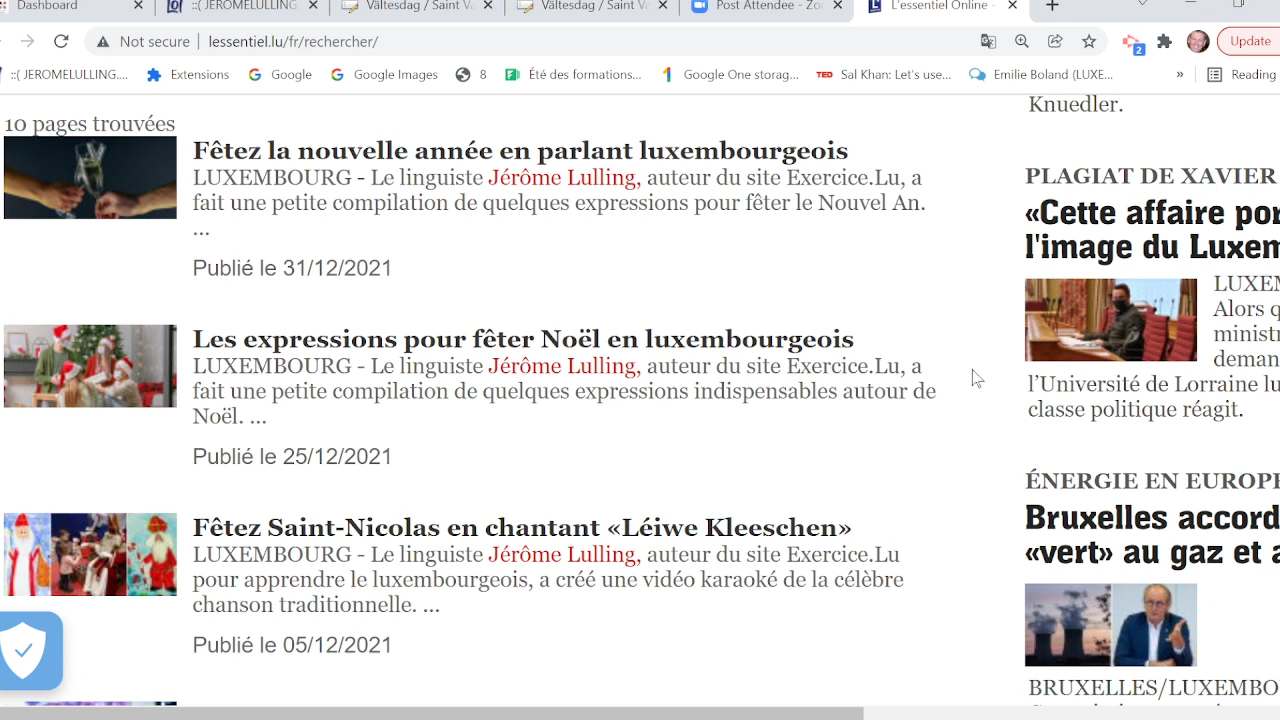 Dashboard
::( JEROMELULLING
Vältesdag / Saint V
Vältesdag / Saint V
Post Attendee - Zo
L'essentiel Online -
Not secure
lessentiel.lu/fr/rechercher/
2
Update
::( JEROMELULLING....
Extensions
Google
Google Images
8
Été des formations...
Google One storag...
TED
Sal Khan: Let's use...
Emilie Boland (LUXE...
»
Reading
10 pages trouvées
Fêtez la nouvelle année en parlant luxembourgeois
LUXEMBOURG - Le linguiste Jérôme Lulling, auteur du site Exercice.Lu, a
fait une petite compilation de quelques expressions pour fêter le Nouvel An.
...
Publié le 31/12/2021
Les expressions pour fêter Noël en luxembourgeois
LUXEMBOURG - Le linguiste Jérôme Lulling, auteur du site Exercice.Lu, a
fait une petite compilation de quelques expressions indispensables autour de
Noël. ...
Publié le 25/12/2021
Fêtez Saint-Nicolas en chantant «Léiwe Kleeschen»
LUXEMBOURG - Le linguiste Jérôme Lulling, auteur du site Exercice.Lu
pour apprendre le luxembourgeois, a créé une vidéo karaoké de la célèbre
chanson traditionnelle. ...
Publié le 05/12/2021
Knuedler.
PLAGIAT DE XAVIER
«Cette affaire por
l'image du Luxem
LUXEM
Alors q
ministr
deman
l'Université de Lorraine lu
classe politique réagit.
ÉNERGIE EN EUROPE
Bruxelles accord
«vert» au gaz et a
BRUXELLES/LUXEMBO